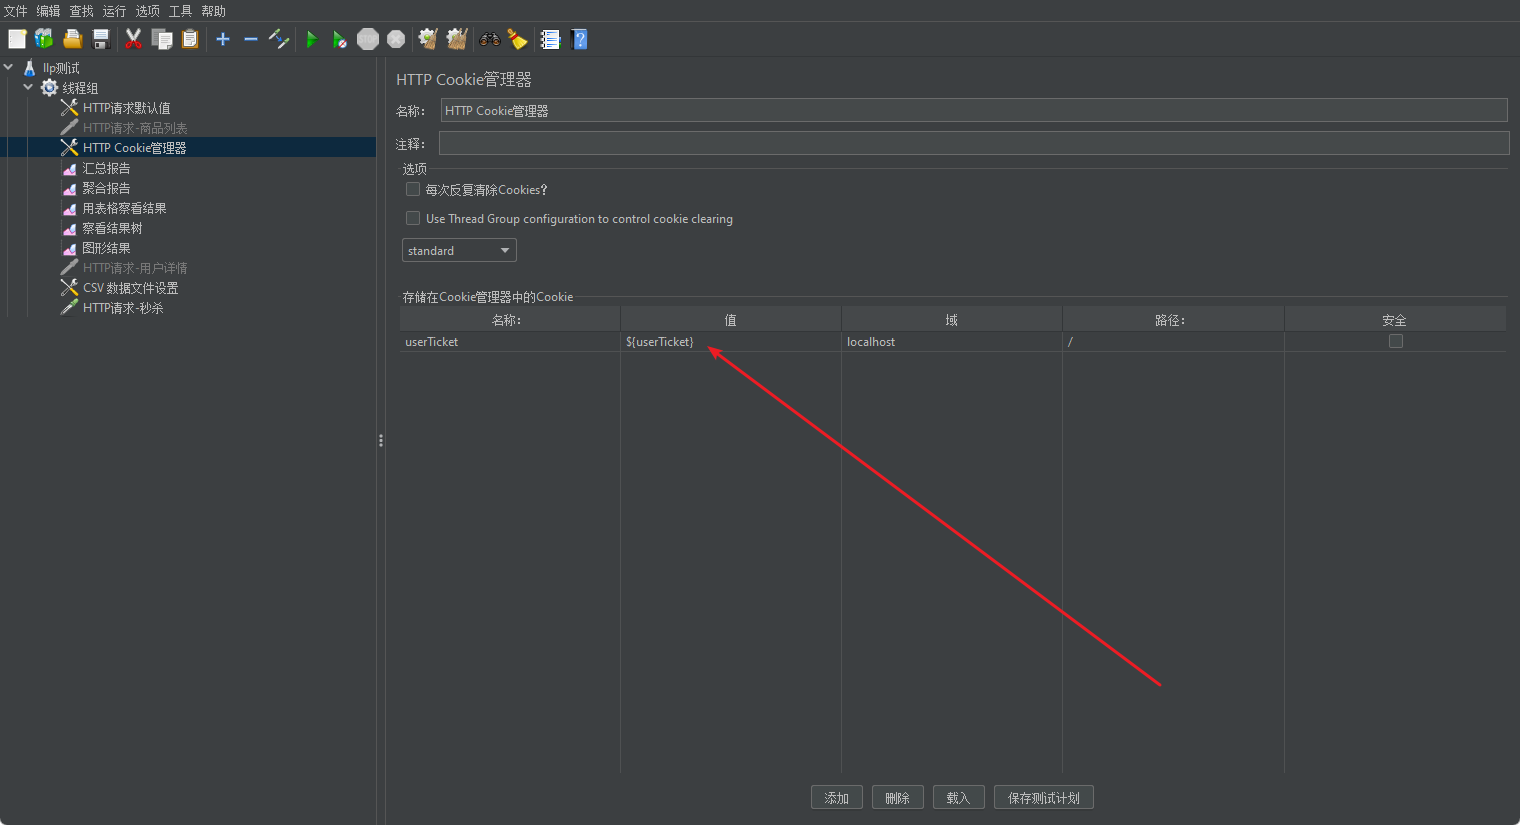 文件 编辑 查找 运行 选项 工具 帮助
llp测试
线程组
HTTP请求默认值
HTTP请求-商品列表
HTTP Cookie管理器
汇总报告
聚合报告
用表格察看结果
察看结果树
图形结果
HTTP请求-用户详情
CSV 数据文件设置
HTTP请求-秒杀
HTTP Cookie管理器
名称： HTTP Cookie管理器
注释：
选项
每次反复清除Cookies？
Use Thread Group configuration to control cookie clearing
standard
存储在Cookie管理器中的Cookie
名称： 值 域 路径： 安全
userTicket ${userTicket} localhost /
添加 删除 载入 保存测试计划